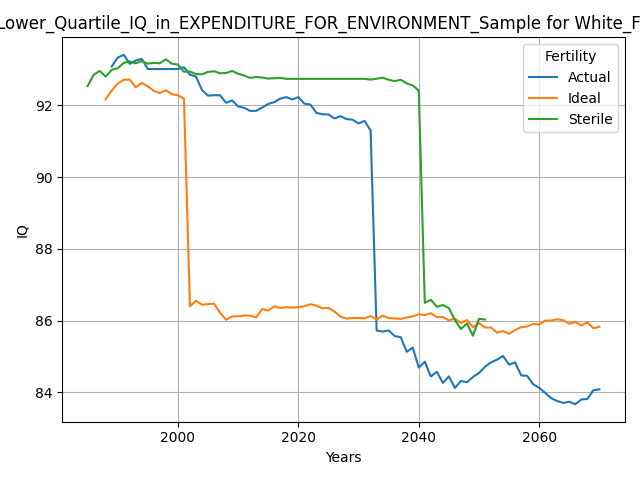 Lower_Quartile_IQ_in_EXPENDITURE_FOR_ENVIRONMENT_Sample for White_F
Fertility
Actual
Ideal
Sterile
IQ
92
90
88
86
84
2000 2020 2040 2060
Years